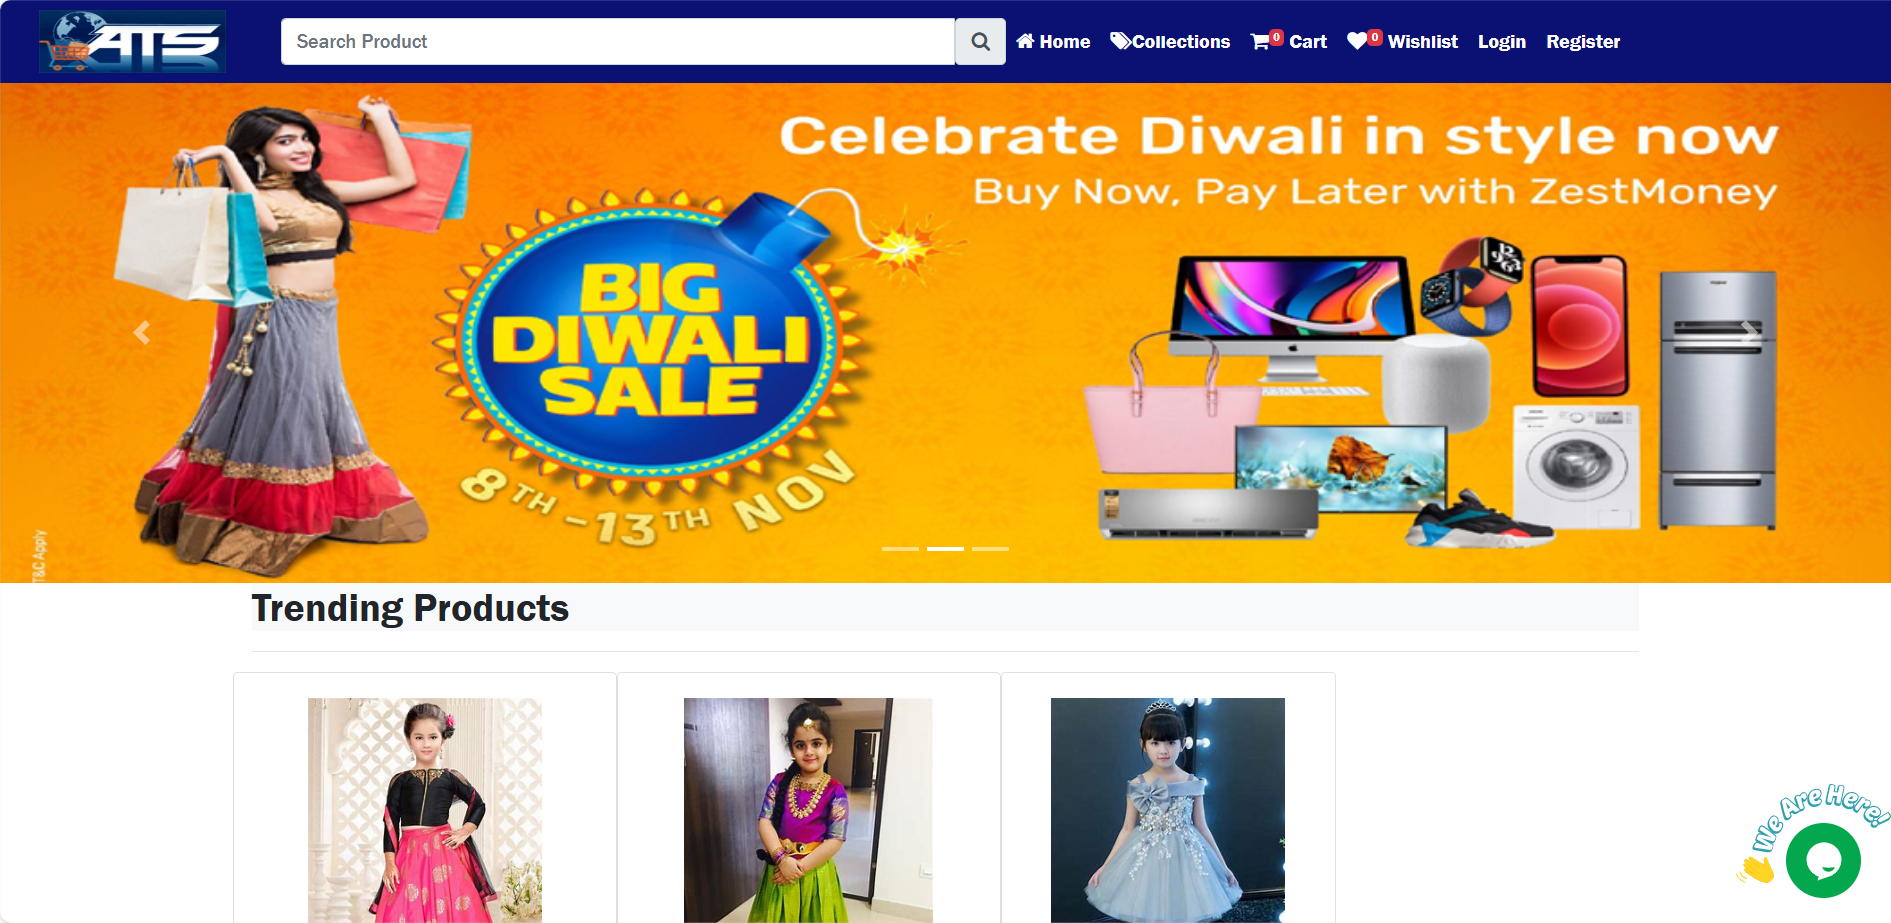 ATS
Search Product
Home
Collections
0
Cart
0
Wishlist
Login
Register
Celebrate Diwali in style now
Buy Now, Pay Later with ZestMoney
BIG
DIWALI
SALE
8TH -13TH NOV
T&C Apply
Trending Products
We Are Here!